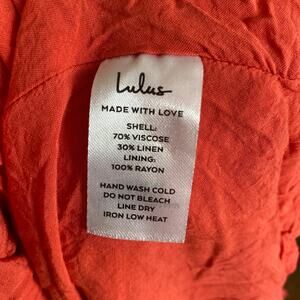 Lulus
MADE WITH LOVE
SHELL:
70% VISCOSE
30% LINEN
LINING:
100% RAYON
HAND WASH COLD
DO NOT BLEACH
LINE DRY
IRON LOW HEAT